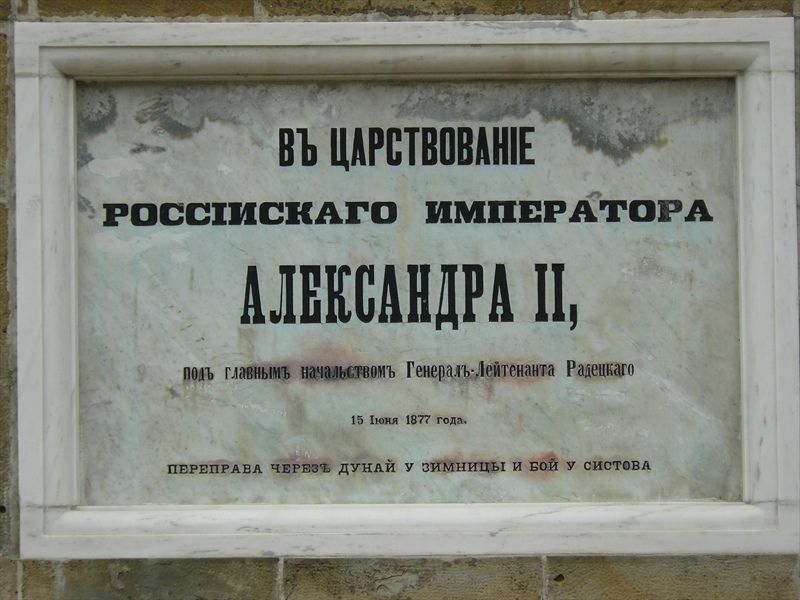 ВЪ ЦАРСТВОВАНІЕ
РОССІИСКАГО ИМПЕРАТОРА
АЛЕКСАНДРА II,
подъ главнымъ начальствомъ Генералъ-Лейтенанта Радецкаго
15 Іюня 1877 года.
ПЕРЕПРАВА ЧЕРЕЗЪ ДУНАЙ У ЗИМНИЦЫ И БОЙ У СИСТОВА